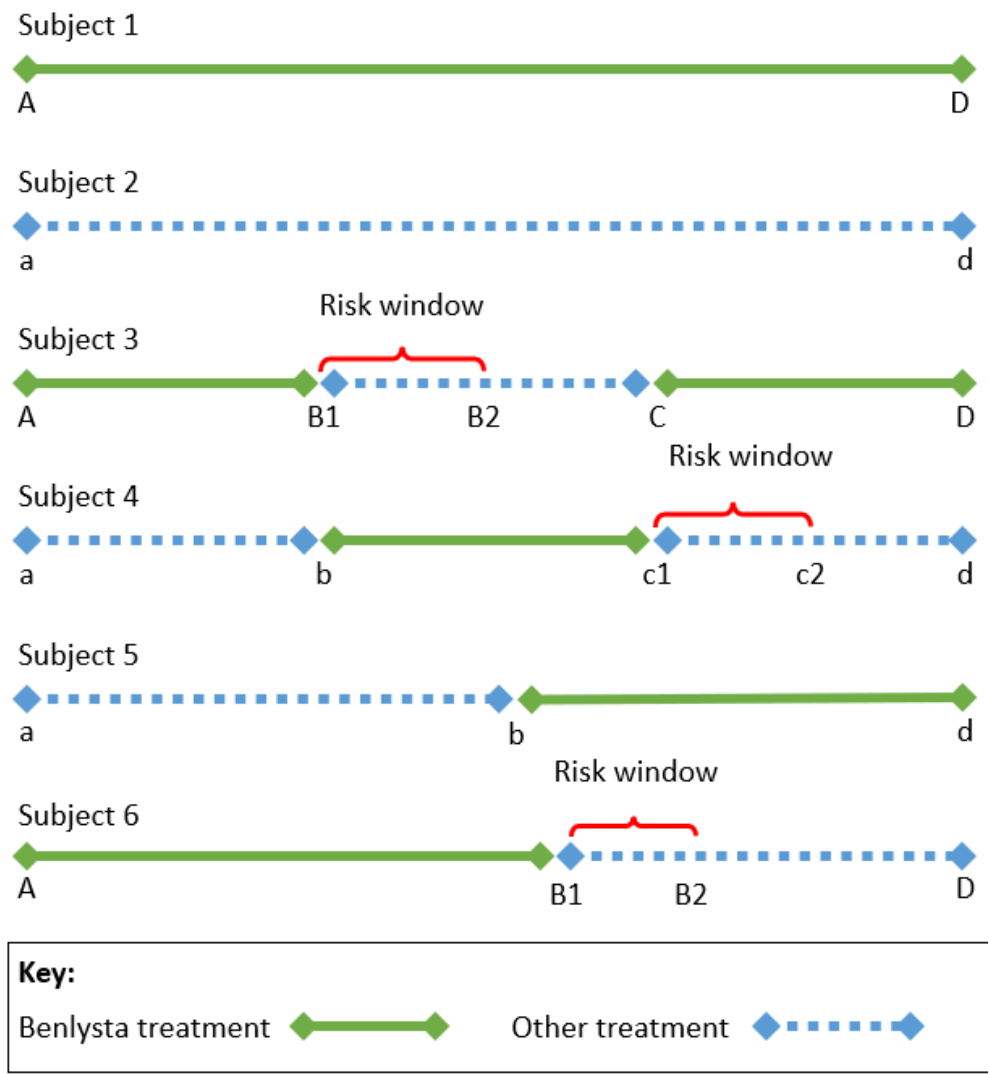 Subject 1
A D
Subject 2
a d
Risk window
Subject 3
A B1 B2 C D
Risk window
Subject 4
a b c1 c2 d
Subject 5
a b d
Risk window
Subject 6
A B1 B2 D
Key:
Benlysta treatment Other treatment